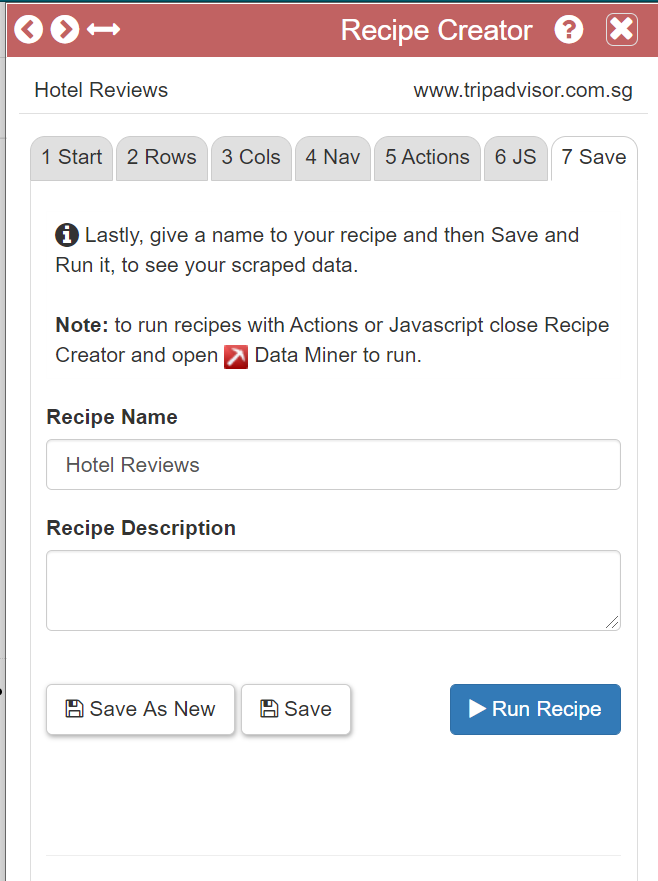 Recipe Creator
Hotel Reviews www.tripadvisor.com.sg
1 Start 2 Rows 3 Cols 4 Nav 5 Actions 6 JS 7 Save
Lastly, give a name to your recipe and then Save and
Run it, to see your scraped data.
Note: to run recipes with Actions or Javascript close Recipe
Creator and open Data Miner to run.
Recipe Name
Hotel Reviews
Recipe Description
Save As New Save Run Recipe